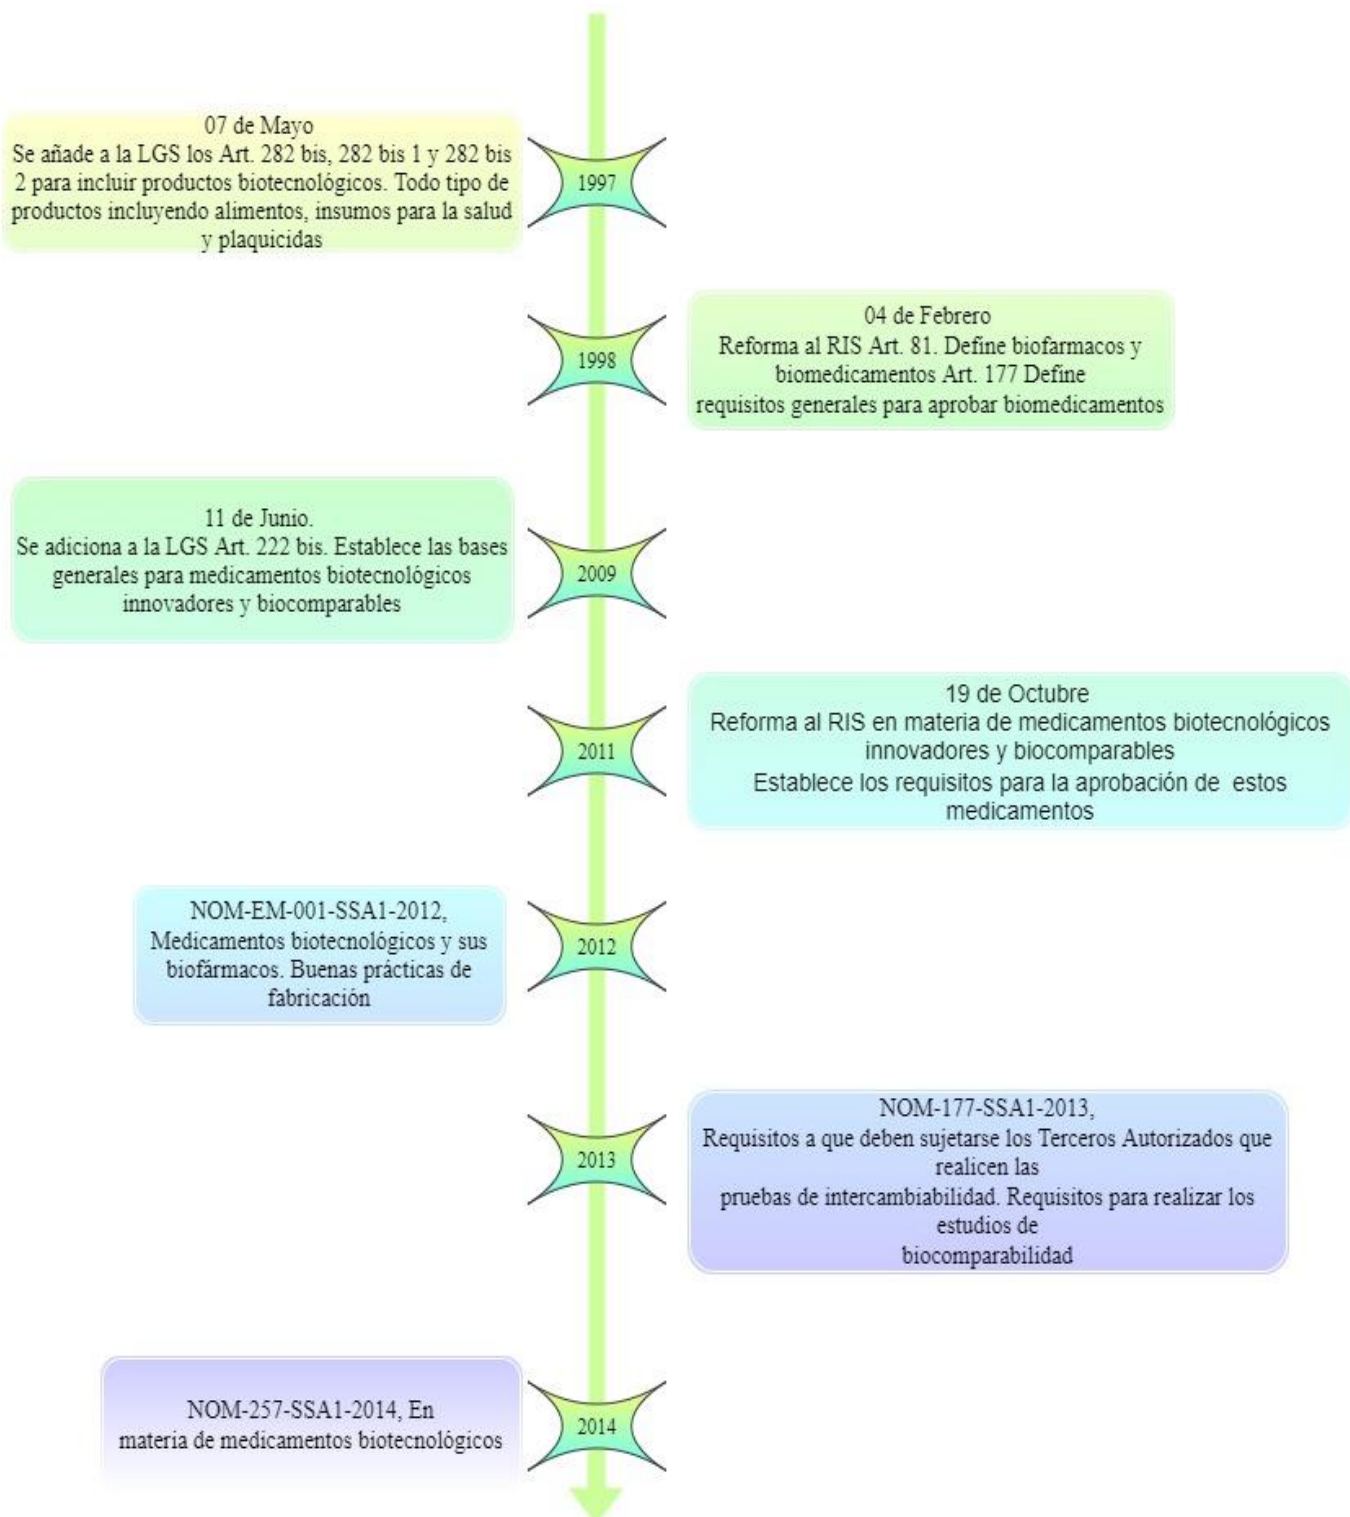 07 de Mayo
Se añade a la LGS los Art. 282 bis, 282 bis 1 y 282 bis
2 para incluir productos biotecnológicos. Todo tipo de
productos incluyendo alimentos, insumos para la salud
y plaquicidas
1997
04 de Febrero
Reforma al RIS Art. 81. Define biofarmacos y
biomedicamentos Art. 177 Define
requisitos generales para aprobar biomedicamentos
1998
11 de Junio.
Se adiciona a la LGS Art. 222 bis. Establece las bases
generales para medicamentos biotecnológicos
innovadores y biocomparables
2009
19 de Octubre
Reforma al RIS en materia de medicamentos biotecnológicos
innovadores y biocomparables
Establece los requisitos para la aprobación de  estos
medicamentos
2011
NOM-EM-001-SSA1-2012,
Medicamentos biotecnológicos y sus
biofármacos. Buenas prácticas de
fabricación
2012
NOM-177-SSA1-2013,
Requisitos a que deben sujetarse los Terceros Autorizados que
realicen las
pruebas de intercambiabilidad. Requisitos para realizar los
estudios de
biocomparabilidad
2013
NOM-257-SSA1-2014, En
materia de medicamentos biotecnológicos
2014